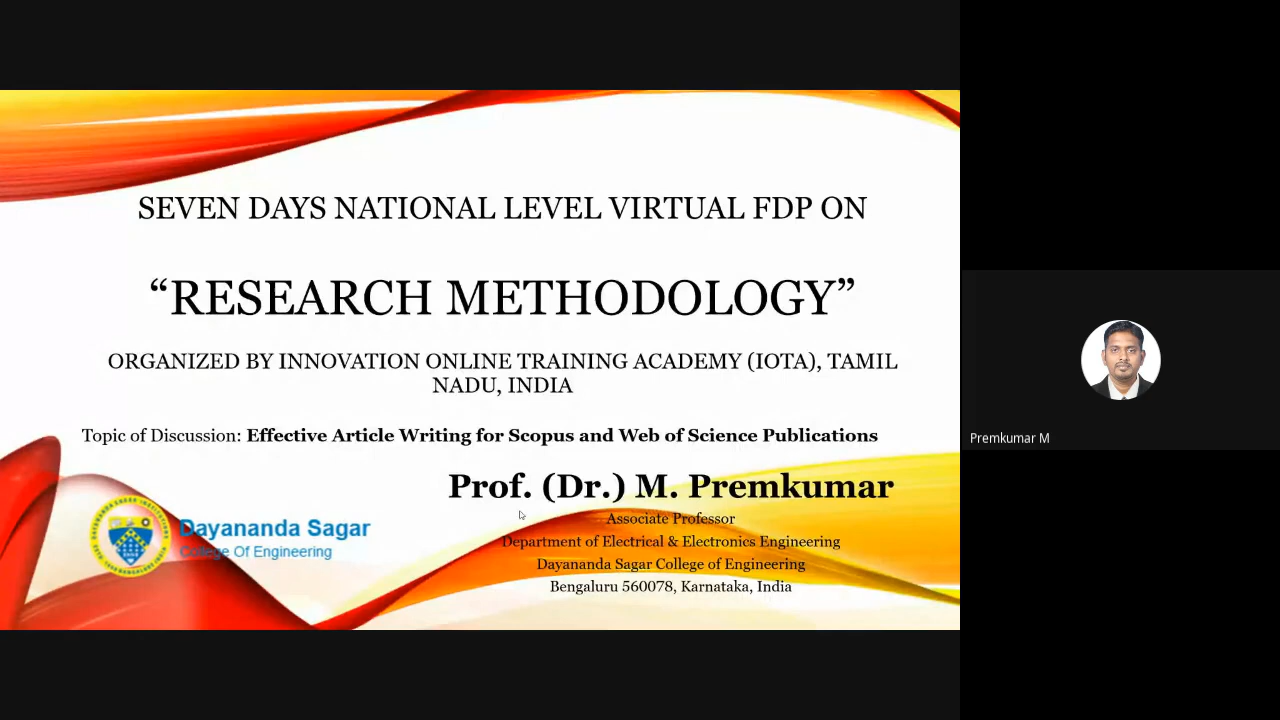 SEVEN DAYS NATIONAL LEVEL VIRTUAL FDP ON
“RESEARCH METHODOLOGY”
ORGANIZED BY INNOVATION ONLINE TRAINING ACADEMY (IOTA), TAMIL
NADU, INDIA
Topic of Discussion: Effective Article Writing for Scopus and Web of Science Publications
Prof. (Dr.) M. Premkumar
Associate Professor
Department of Electrical & Electronics Engineering
Dayananda Sagar College of Engineering
Bengaluru 560078, Karnataka, India
Dayananda Sagar
College Of Engineering
Premkumar M